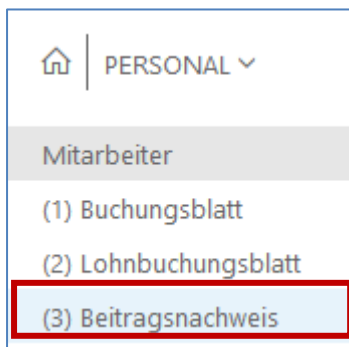 PERSONAL
Mitarbeiter
(1) Buchungsblatt
(2) Lohnbuchungsblatt
(3) Beitragsnachweis